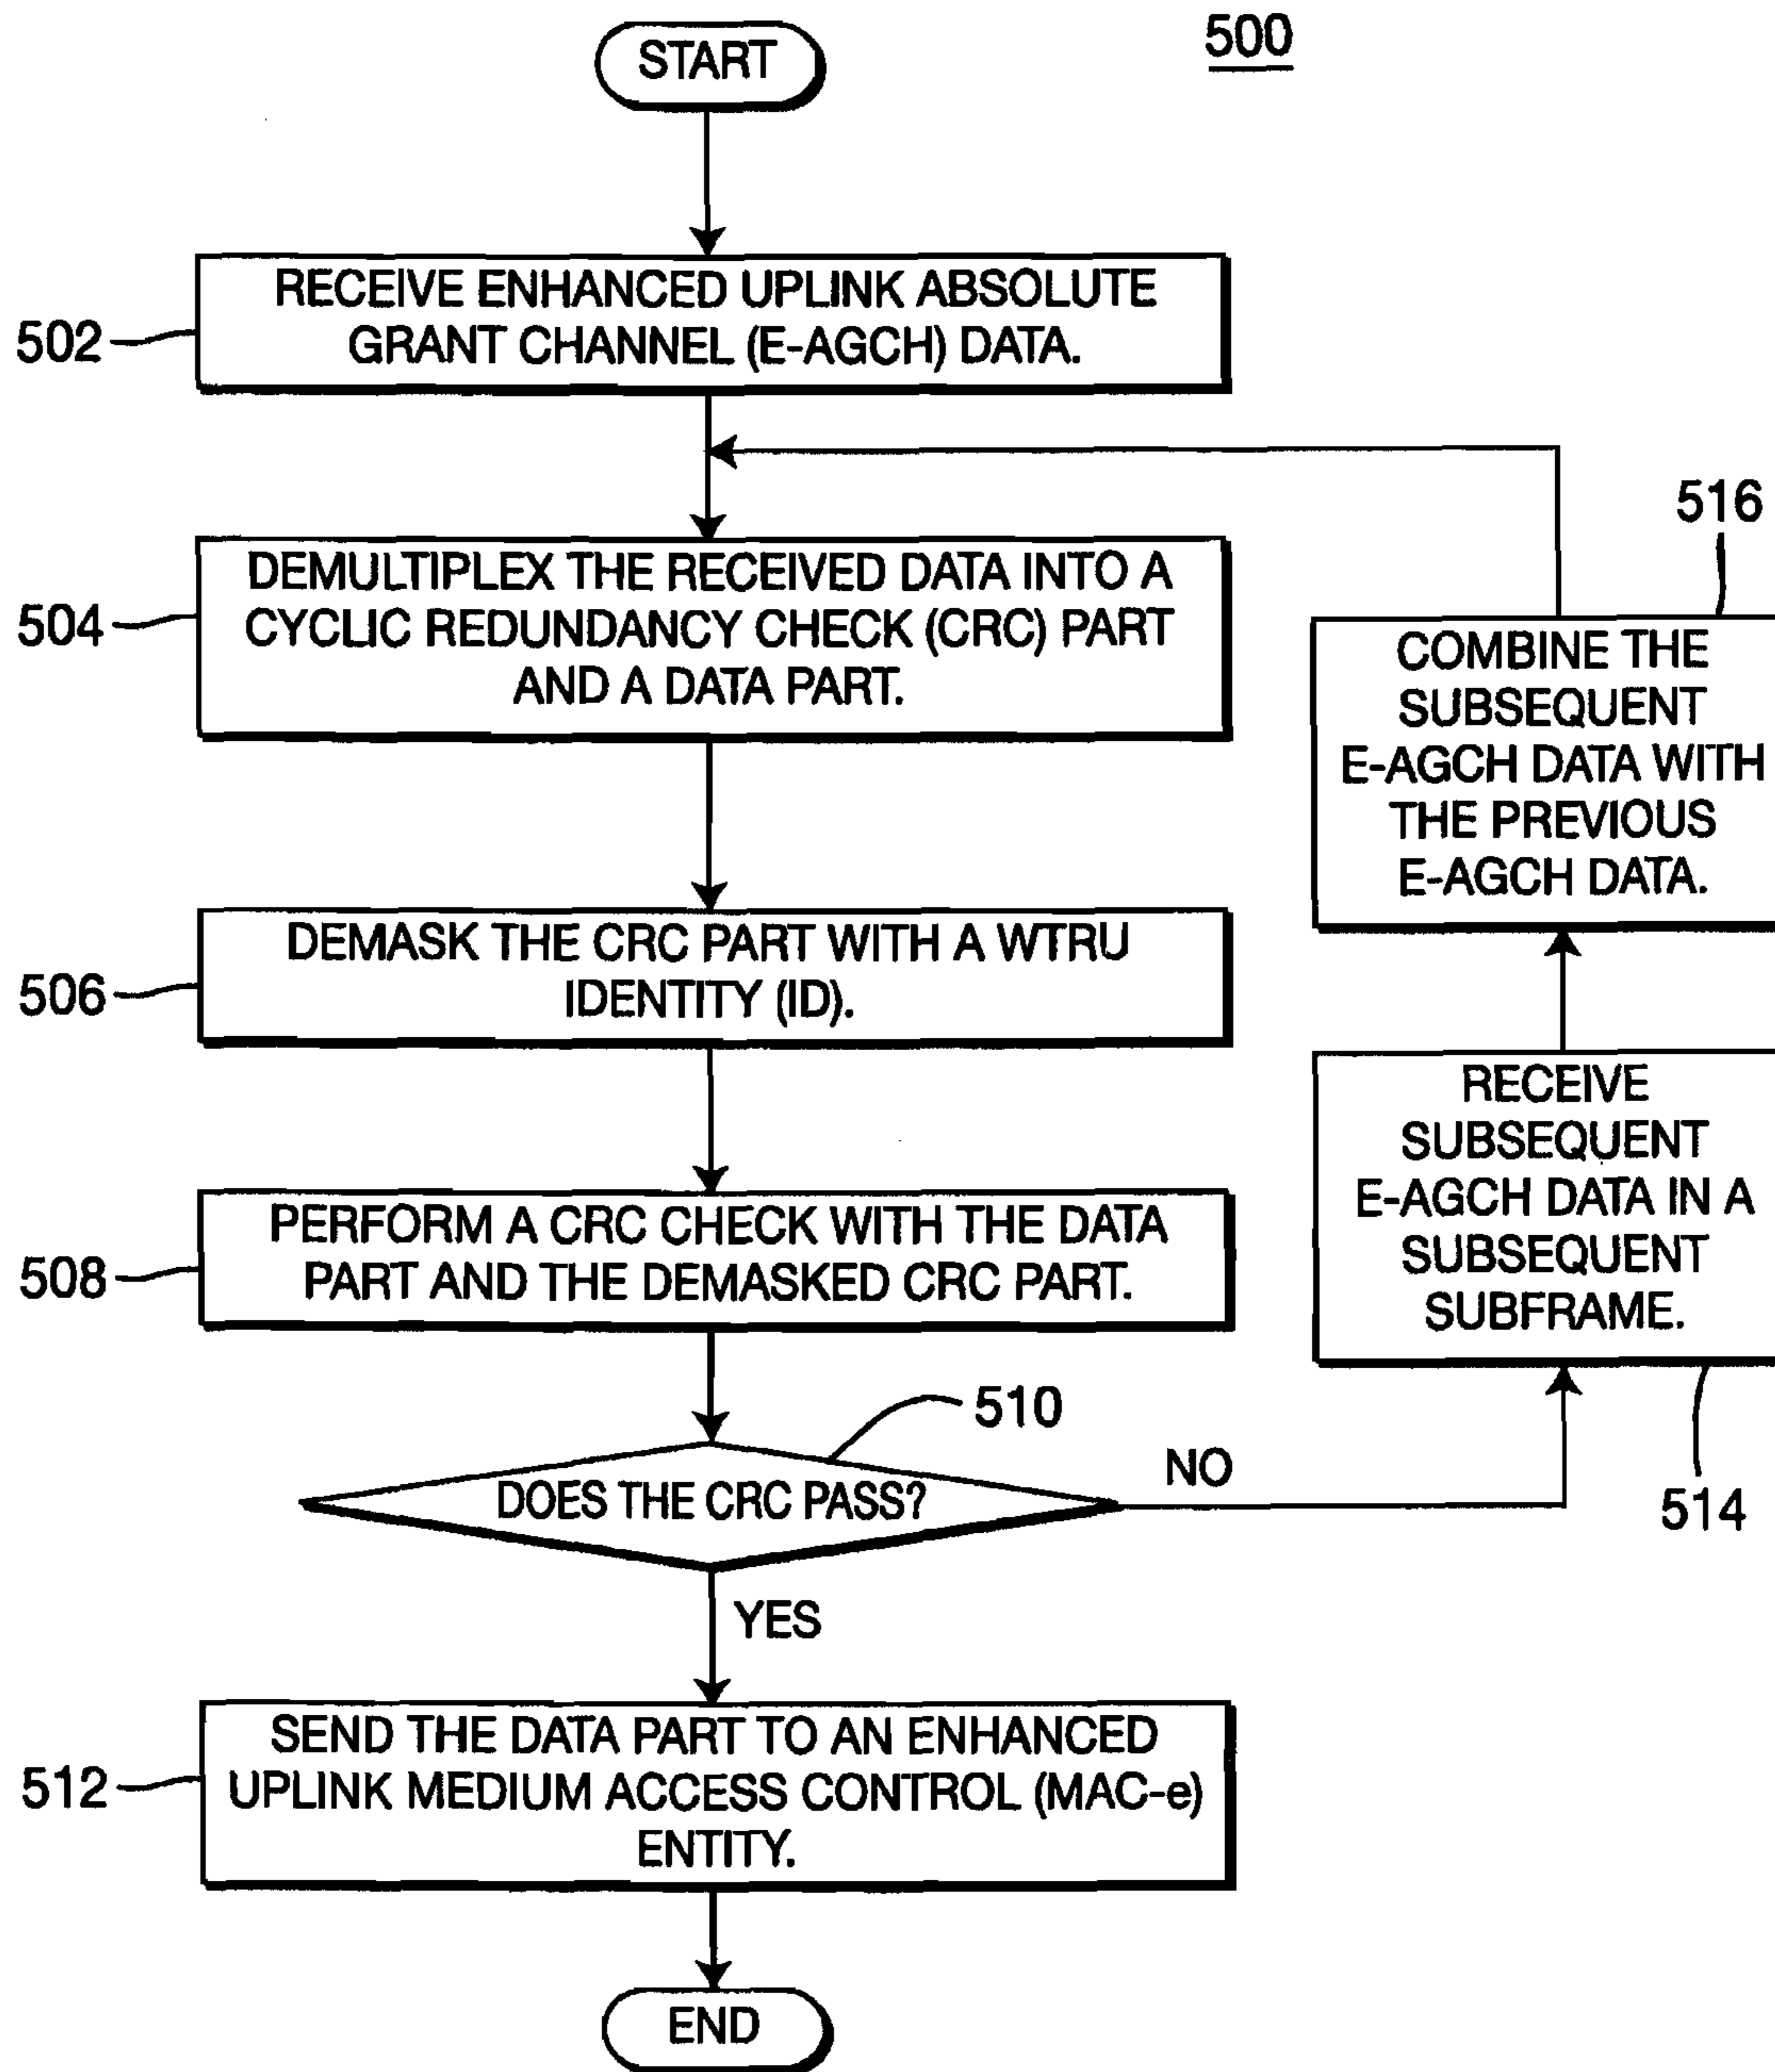 START
500
RECEIVE ENHANCED UPLINK ABSOLUTE
GRANT CHANNEL (E-AGCH) DATA.
502
DEMULTIPLEX THE RECEIVED DATA INTO A
CYCLIC REDUNDANCY CHECK (CRC) PART
AND A DATA PART.
504
DEMASK THE CRC PART WITH A WTRU
IDENTITY (ID).
506
PERFORM A CRC CHECK WITH THE DATA
PART AND THE DEMASKED CRC PART.
508
510
DOES THE CRC PASS?
NO
YES
SEND THE DATA PART TO AN ENHANCED
UPLINK MEDIUM ACCESS CONTROL (MAC-e)
ENTITY.
512
END
516
COMBINE THE
SUBSEQUENT
E-AGCH DATA WITH
THE PREVIOUS
E-AGCH DATA.
RECEIVE
SUBSEQUENT
E-AGCH DATA IN A
SUBSEQUENT
SUBFRAME.
514